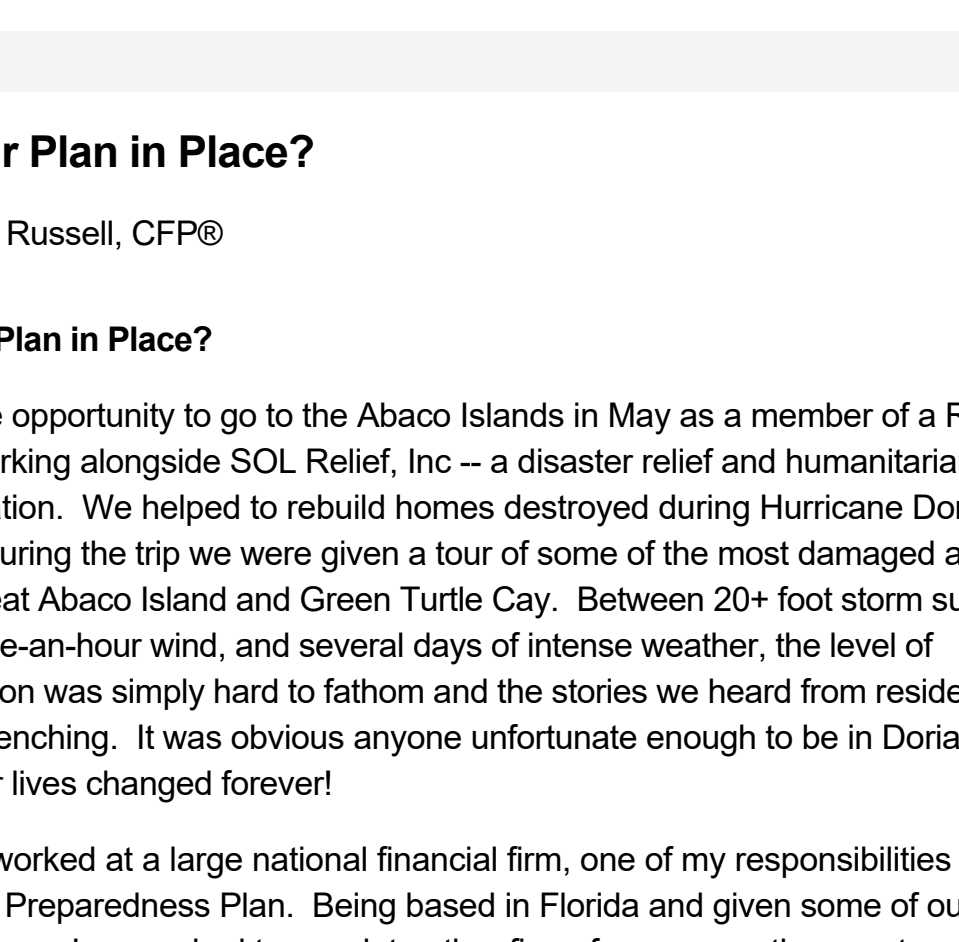 r Plan in Place?
Russell, CFP®
Plan in Place?
e opportunity to go to the Abaco Islands in May as a member of a R
rking alongside SOL Relief, Inc -- a disaster relief and humanitaria
tion.  We helped to rebuild homes destroyed during Hurricane Dor
uring the trip we were given a tour of some of the most damaged a
eat Abaco Island and Green Turtle Cay.  Between 20+ foot storm su
e-an-hour wind, and several days of intense weather, the level of
on was simply hard to fathom and the stories we heard from reside
enching.  It was obvious anyone unfortunate enough to be in Doria
r lives changed forever!
worked at a large national financial firm, one of my responsibilities
Preparedness Plan.  Being based in Florida and given some of ou